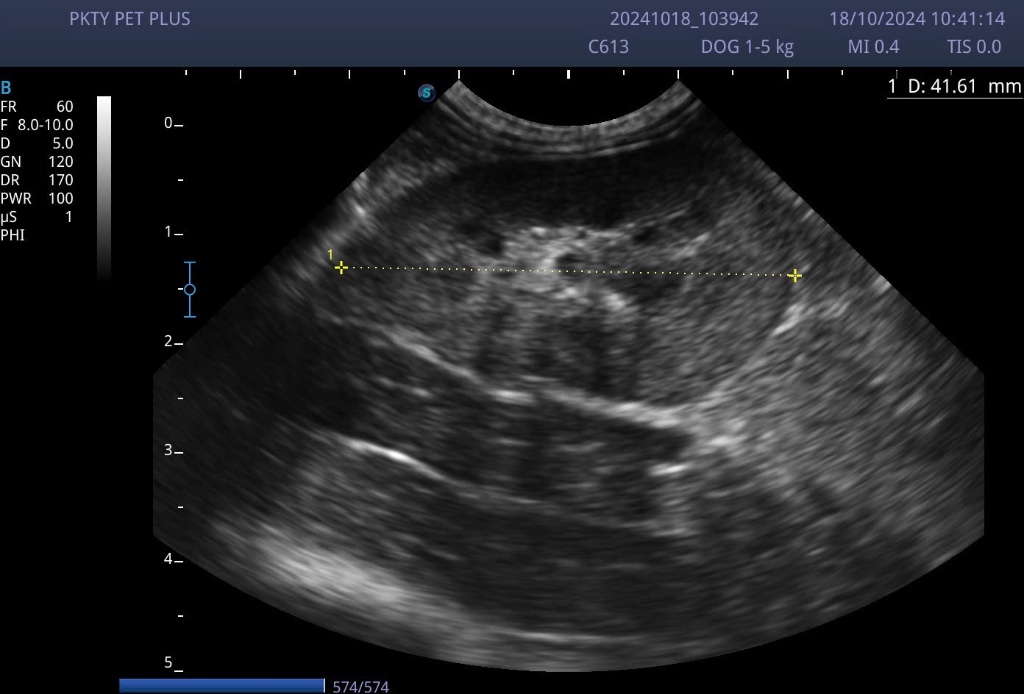 PKTY PET PLUS
20241018_103942
18/10/2024 10:41:14
C613
DOG 1-5 kg
MI 0.4
TIS 0.0
B
FR 60
F 8.0-10.0
D 5.0
GN 120
DR 170
PWR 100
µS 1
PHI
S
1 D: 41.61 mm
0
1
1
2
3
4
5
574/574